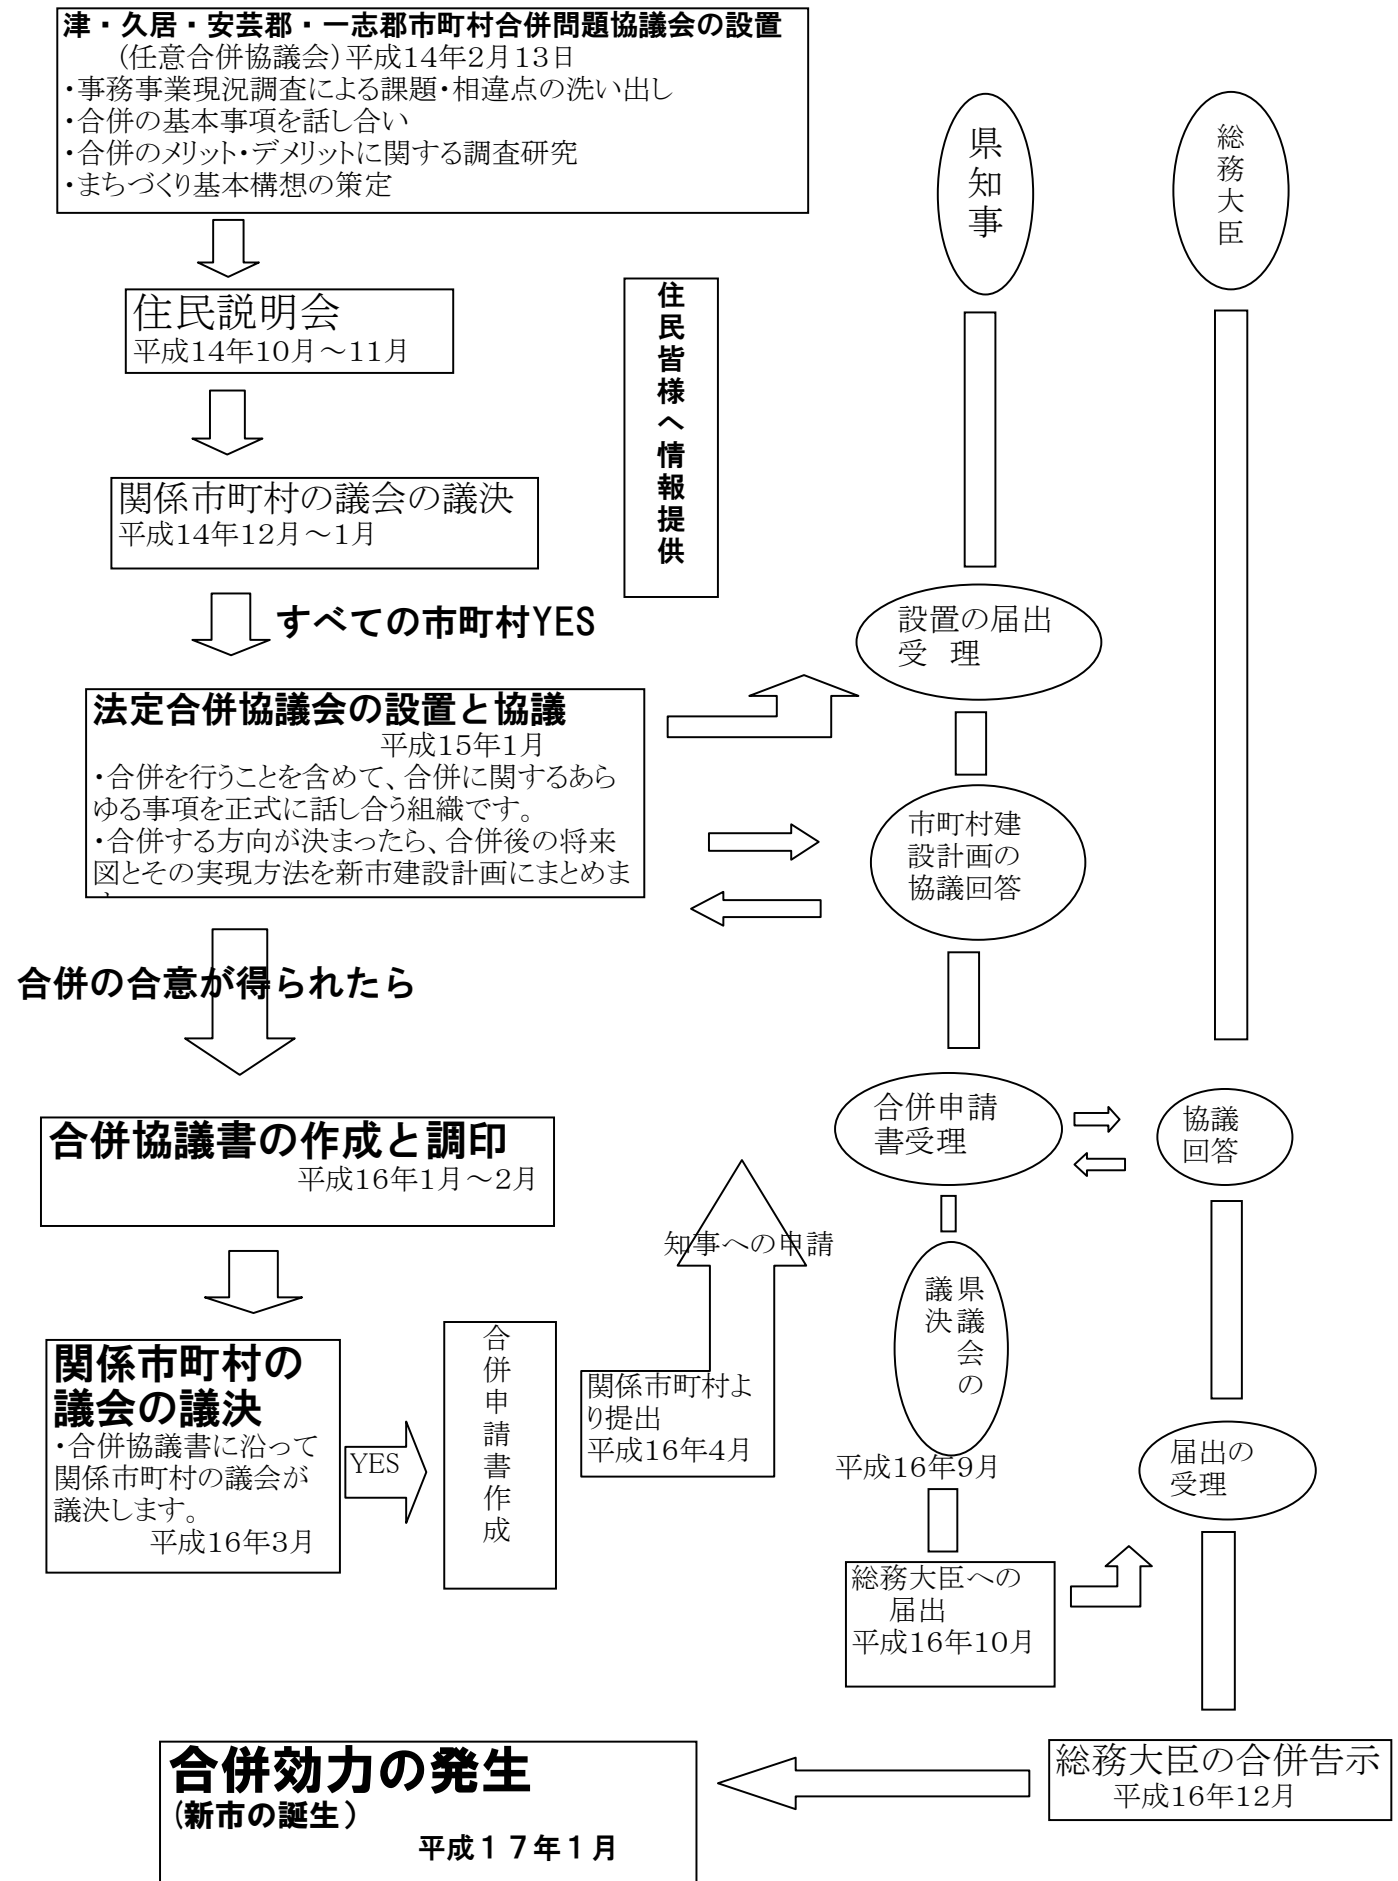 津・久居・安芸郡・一志郡市町村合併問題協議会の設置
(任意合併協議会)平成14年2月13日
・事務事業現況調査による課題・相違点の洗い出し
・合併の基本事項を話し合い
・合併のメリット・デメリットに関する調査研究
・まちづくり基本構想の策定
住民説明会
平成14年10月～11月
関係市町村の議会の議決
平成14年12月～1月
すべての市町村YES
住民皆様へ情報提供
法定合併協議会の設置と協議
平成15年1月
・合併を行うことを含めて、合併に関するあら
ゆる事項を正式に話し合う組織です。
・合併する方向が決まったら、合併後の将来
図とその実現方法を新市建設計画にまとめま
合併の合意が得られたら
合併協議書の作成と調印
平成16年1月～2月
関係市町村の
議会の議決
・合併協議書に沿って
関係市町村の議会が
議決します。
平成16年3月
YES
合併申請書作成
知事への申請
関係市町村よ
り提出
平成16年4月
県知事
設置の届出
受 理
市町村建
設計画の
協議回答
合併申請
書受理
県議会の
議決
平成16年9月
総務大臣への
届出
平成16年10月
総務大臣
協議
回答
届出の
受理
総務大臣の合併告示
平成16年12月
合併効力の発生
(新市の誕生)
平成17年1月